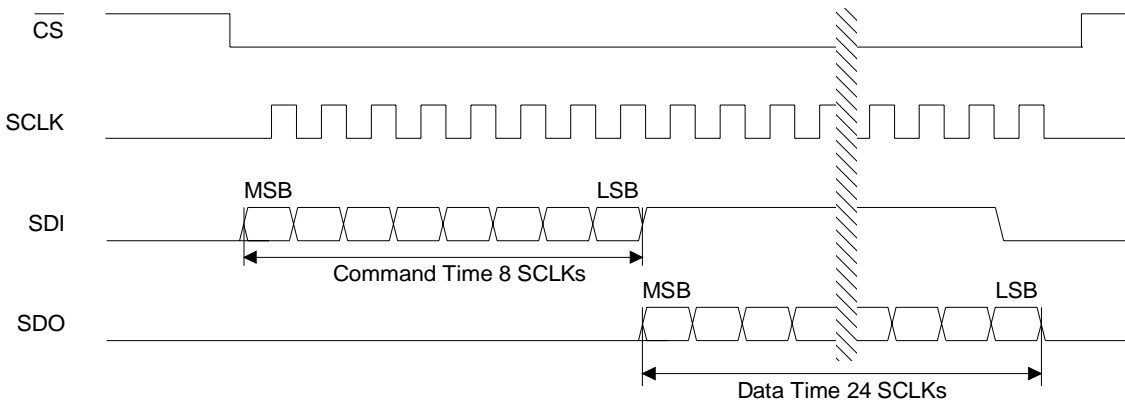 CS
SCLK
MSB LSB
SDI
Command Time 8 SCLKs
MSB LSB
SDO
Data Time 24 SCLKs